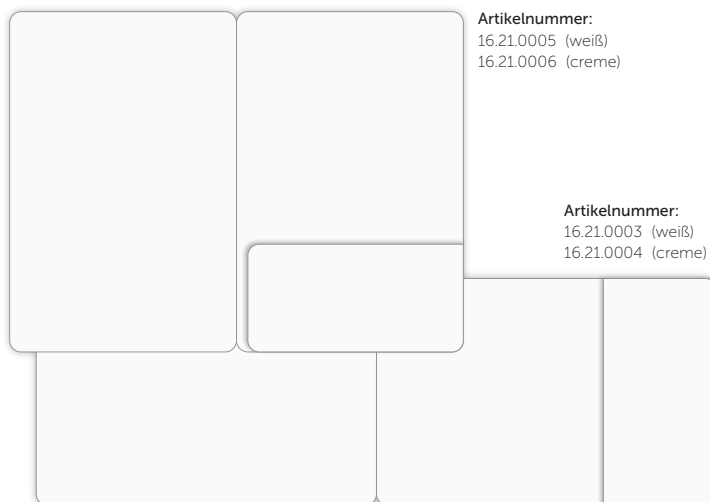 Artikelnummer:
16.21.0005 (weiß)
16.21.0006 (creme)
Artikelnummer:
16.21.0003 (weiß)
16.21.0004 (creme)